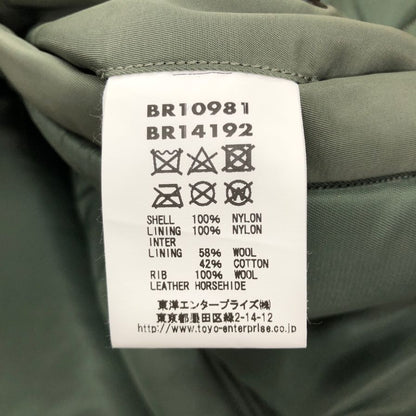 BR10981
BR14192
SHELL 100% NYLON
LINING 100% NYLON
INTER
LINING 58% WOOL
42% COTTON
RIB 100% WOOL
LEATHER HORSEHIDE
東洋エンタープライズ㈱
東京都墨田区緑2-14-12
http://www.toyo-enterprise.co.jp/